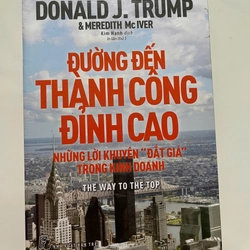 DONALD J. TRUMP
& MEREDITH McIVER
Kim Hạnh dịch
ĐƯỜNG ĐẾN
THÀNH CÔNG
ĐỈNH CAO
NHỮNG LỜI KHUYÊN "ĐẮT GIÁ"
TRONG KINH DOANH
THE WAY TO THE TOP